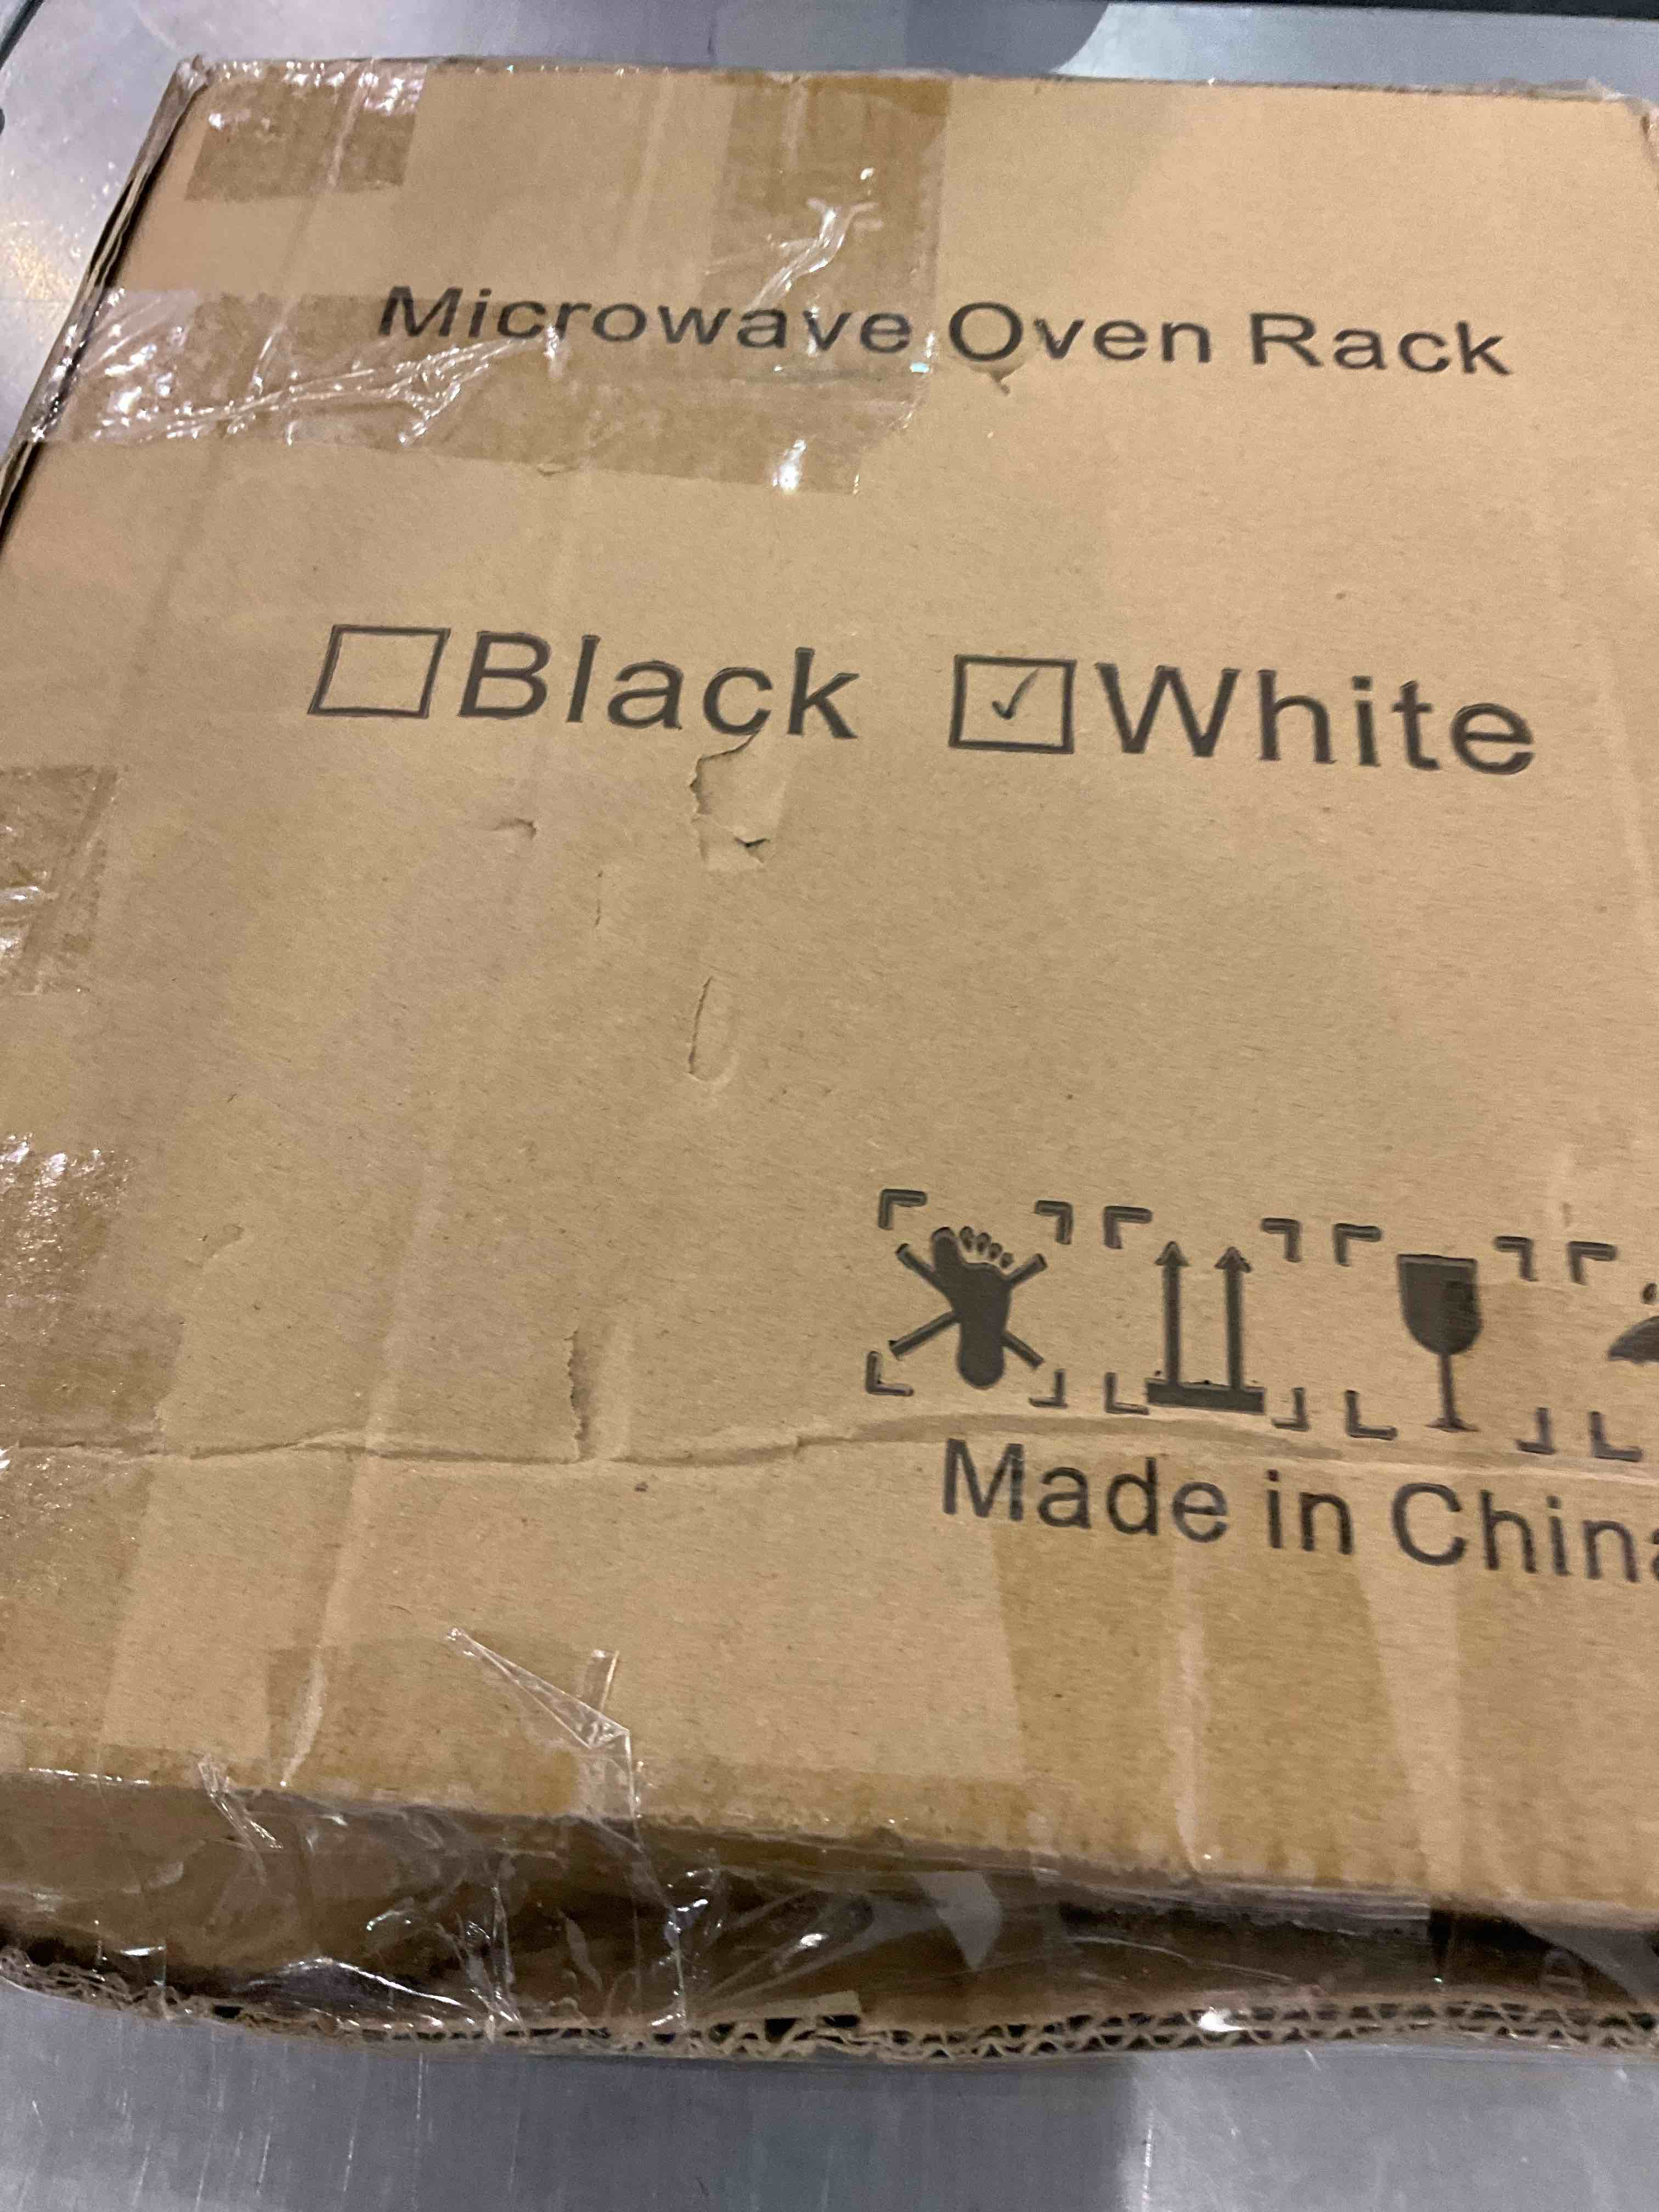 Microwave Oven Rack
Black White
Made in China